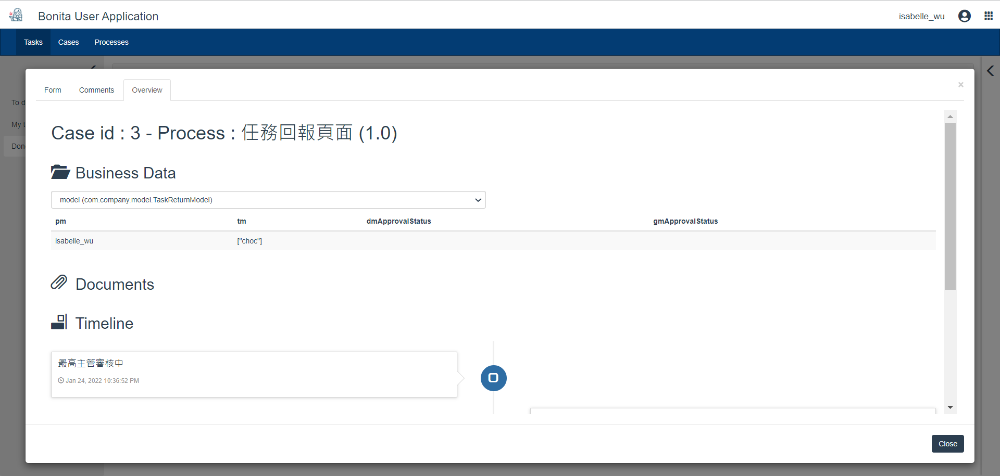 Bonita User Application
isabelle_wu
Tasks
Cases
Processes
Form
Comments
Overview
×
To d
My t
Don
Case id : 3 - Process : 任務回報頁面 (1.0)
Business Data
model (com.company.model.TaskReturnModel)
pm tm dmApprovalStatus gmApprovalStatus
isabelle_wu ["choc"]
Documents
Timeline
最高主管審核中
Jan 24, 2022 10:36:52 PM
Close